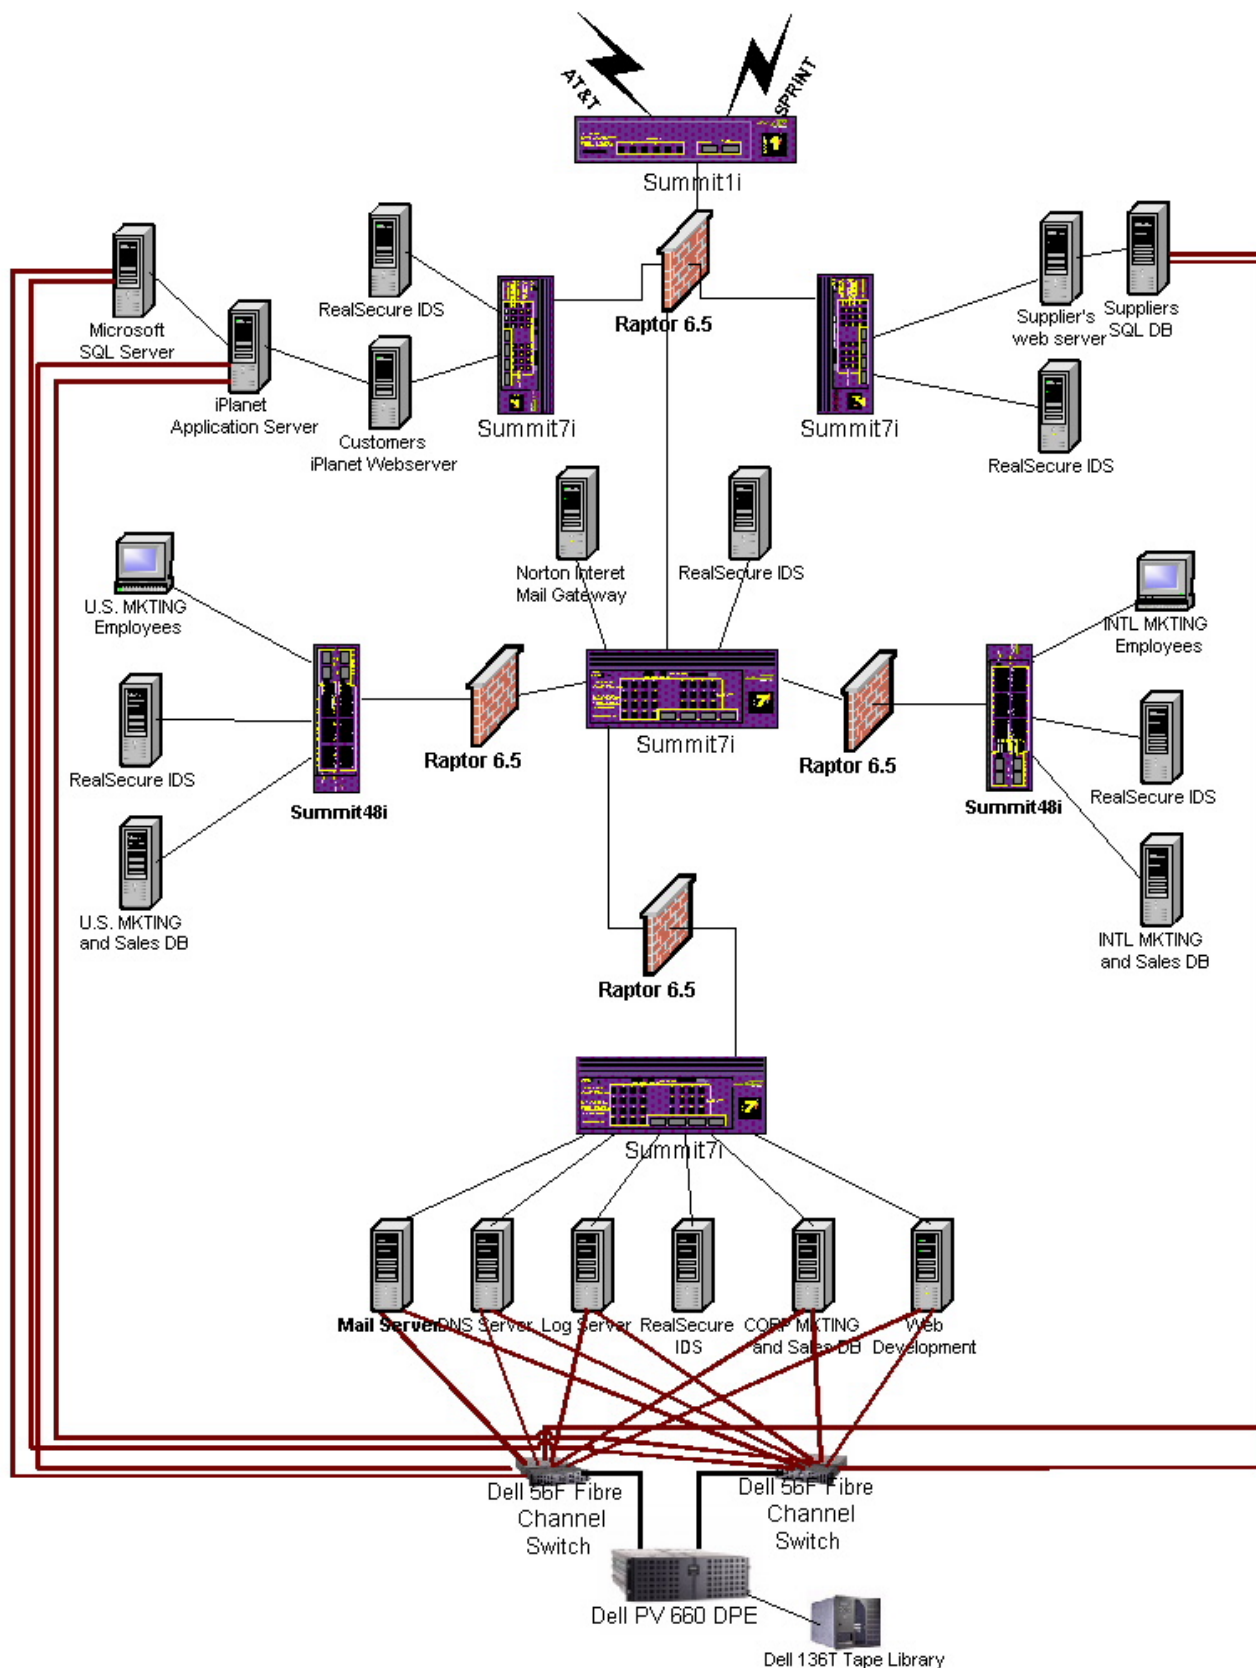 AT&T
SPRINT
Summit1i
RealSecure IDS
Raptor 6.5
Microsoft
SQL Server
iPlanet
Application Server
Customers
iPlanet Webserver
Summit7i
Summit7i
Supplier's
web server
Suppliers
SQL DB
RealSecure IDS
Norton Interet
Mail Gateway
RealSecure IDS
U.S. MKTING
Employees
INTL MKTING
Employees
RealSecure IDS
Raptor 6.5
Summit7i
Raptor 6.5
RealSecure IDS
Summit48i
Summit48i
U.S. MKTING
and Sales DB
INTL MKTING
and Sales DB
Raptor 6.5
Summit7i
Mail Server
DNS Server
Log Server
RealSecure
IDS
CORP MKTING
and Sales DB
Web
Development
Dell 56F Fibre
Channel
Switch
Dell 56F Fibre
Channel
Switch
Dell PV 660 DPE
Dell 136T Tape Library